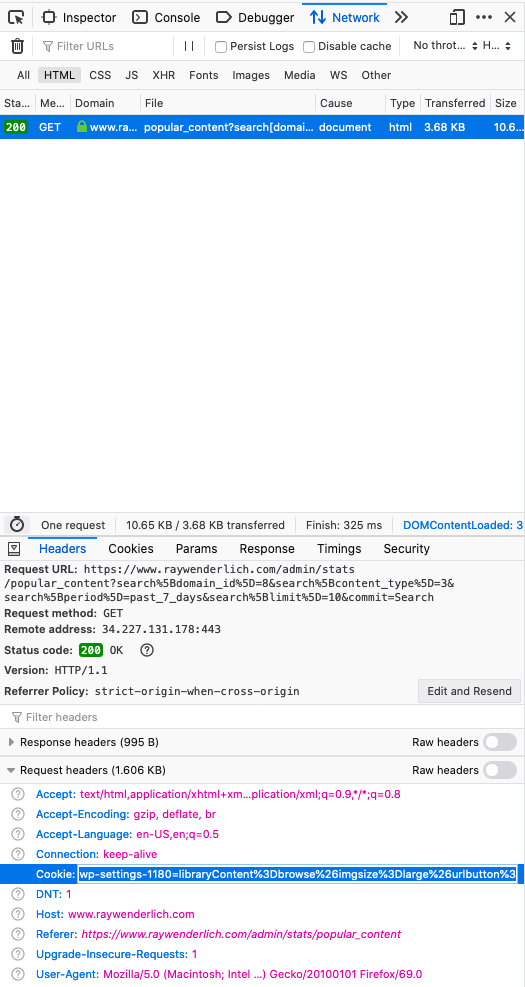 Inspector Console Debugger Network
Filter URLs Persist Logs Disable cache No throt... H...
All HTML CSS JS XHR Fonts Images Media WS Other
Sta... Me... Domain File Cause Type Transferred Size
200 GET www.ra... popular_content?search[domai... document html 3.68 KB 10.6...
One request 10.65 KB / 3.68 KB transferred Finish: 325 ms DOMContentLoaded: 3
Headers Cookies Params Response Timings Security
Request URL: https://www.raywenderlich.com/admin/stats
/popular_content?search%5Bdomain_id%5D=8&search%5Bcontent_type%5D=3&
search%5Bperiod%5D=past_7_days&search%5Blimit%5D=10&commit=Search
Request method: GET
Remote address: 34.227.131.178:443
Status code: 200 OK ?
Version: HTTP/1.1
Referrer Policy: strict-origin-when-cross-origin Edit and Resend
Filter headers
Response headers (995 B) Raw headers
Request headers (1.606 KB) Raw headers
? Accept: text/html,application/xhtml+xm...plication/xml;q=0.9,*/*;q=0.8
? Accept-Encoding: gzip, deflate, br
? Accept-Language: en-US,en;q=0.5
? Connection: keep-alive
Cookie: wp-settings-1180=libraryContent%3Dbrowse%26imgsize%3Dlarge%26urlbutton%3
? DNT: 1
? Host: www.raywenderlich.com
? Referer: https://www.raywenderlich.com/admin/stats/popular_content
? Upgrade-Insecure-Requests: 1
? User-Agent: Mozilla/5.0 (Macintosh; Intel ...) Gecko/20100101 Firefox/69.0